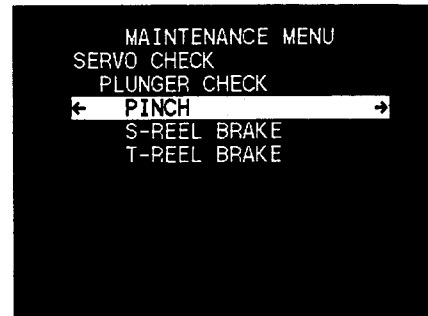 MAINTENANCE MENU
SERVO CHECK
PLUNGER CHECK
← PINCH →
S-REEL BRAKE
T-REEL BRAKE